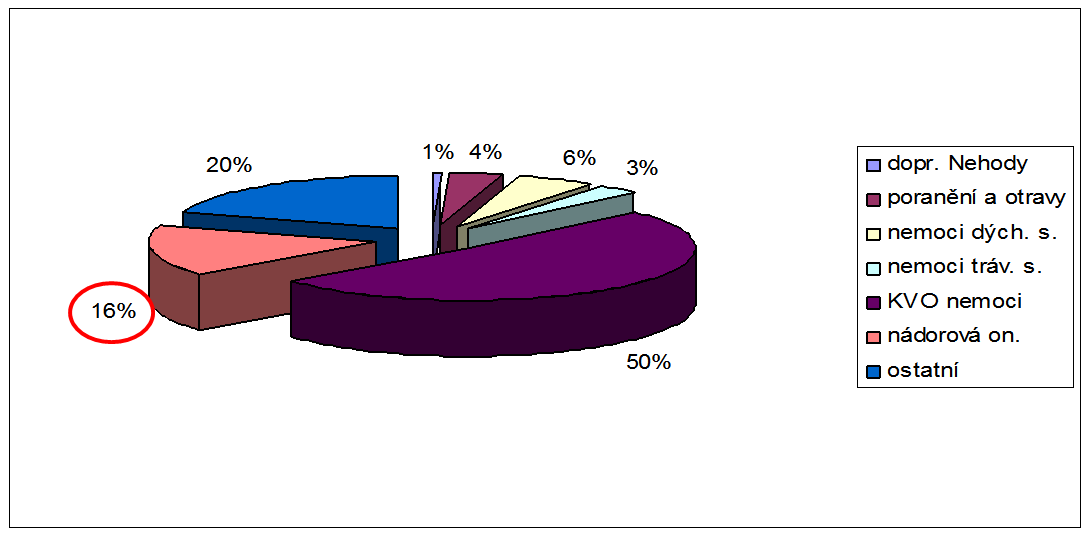 1%
4%
6%
3%
20%
16%
50%
dopr. Nehody
poranění a otravy
nemoci dých. s.
nemoci tráv. s.
KVO nemoci
nádorová on.
ostatní